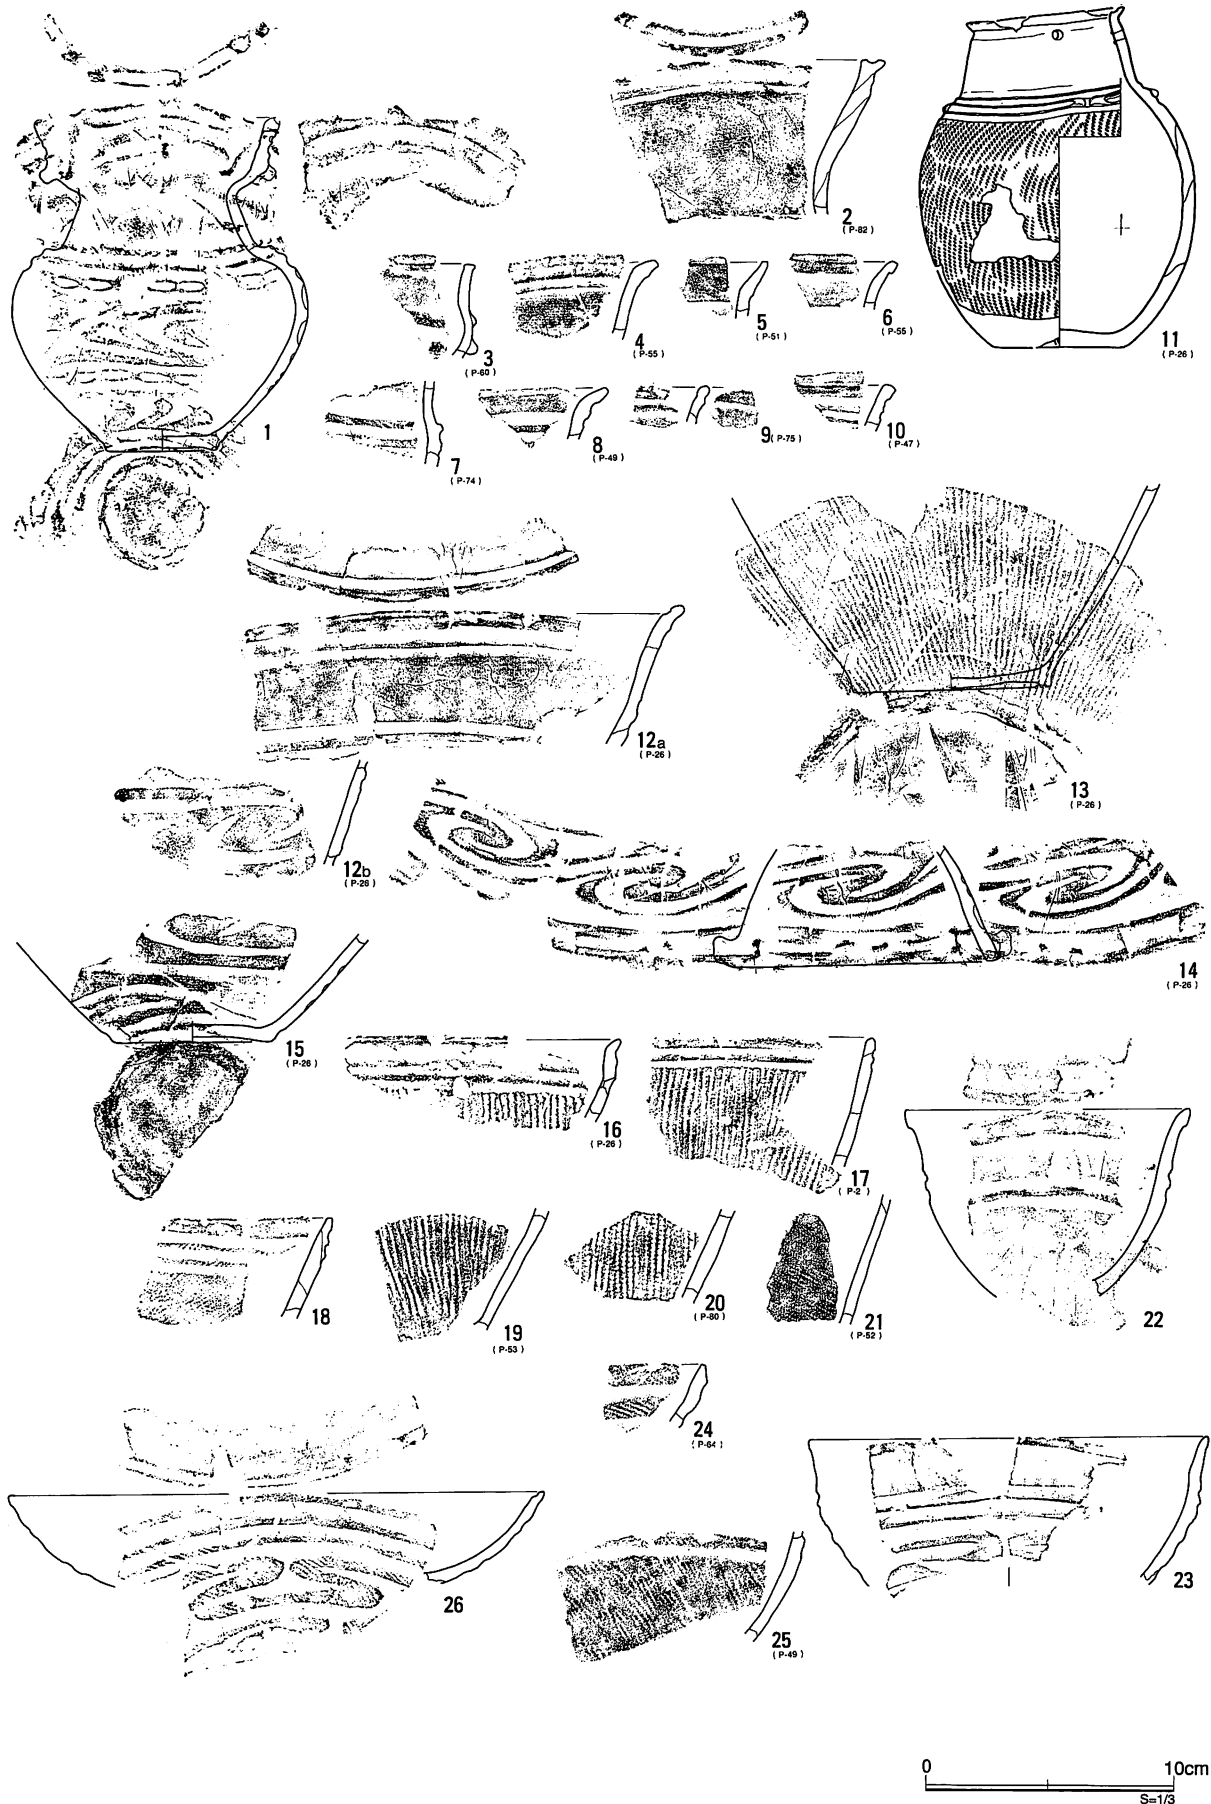 2
(P-82)
11
(P-26)
3
(P-60)
4
(P-55)
5
(P-51)
6
(P-55)
1
7
(P-74)
8
(P-49)
9(P-75)
10
(P-47)
12a
(P-26)
13
(P-26)
12b
(P-26)
14
(P-26)
15
(P-26)
16
(P-26)
17
(P-2)
18
19
(P-53)
20
(P-80)
21
(P-52)
22
24
(P-64)
23
26
25
(P-49)
0 10cm
S=1/3